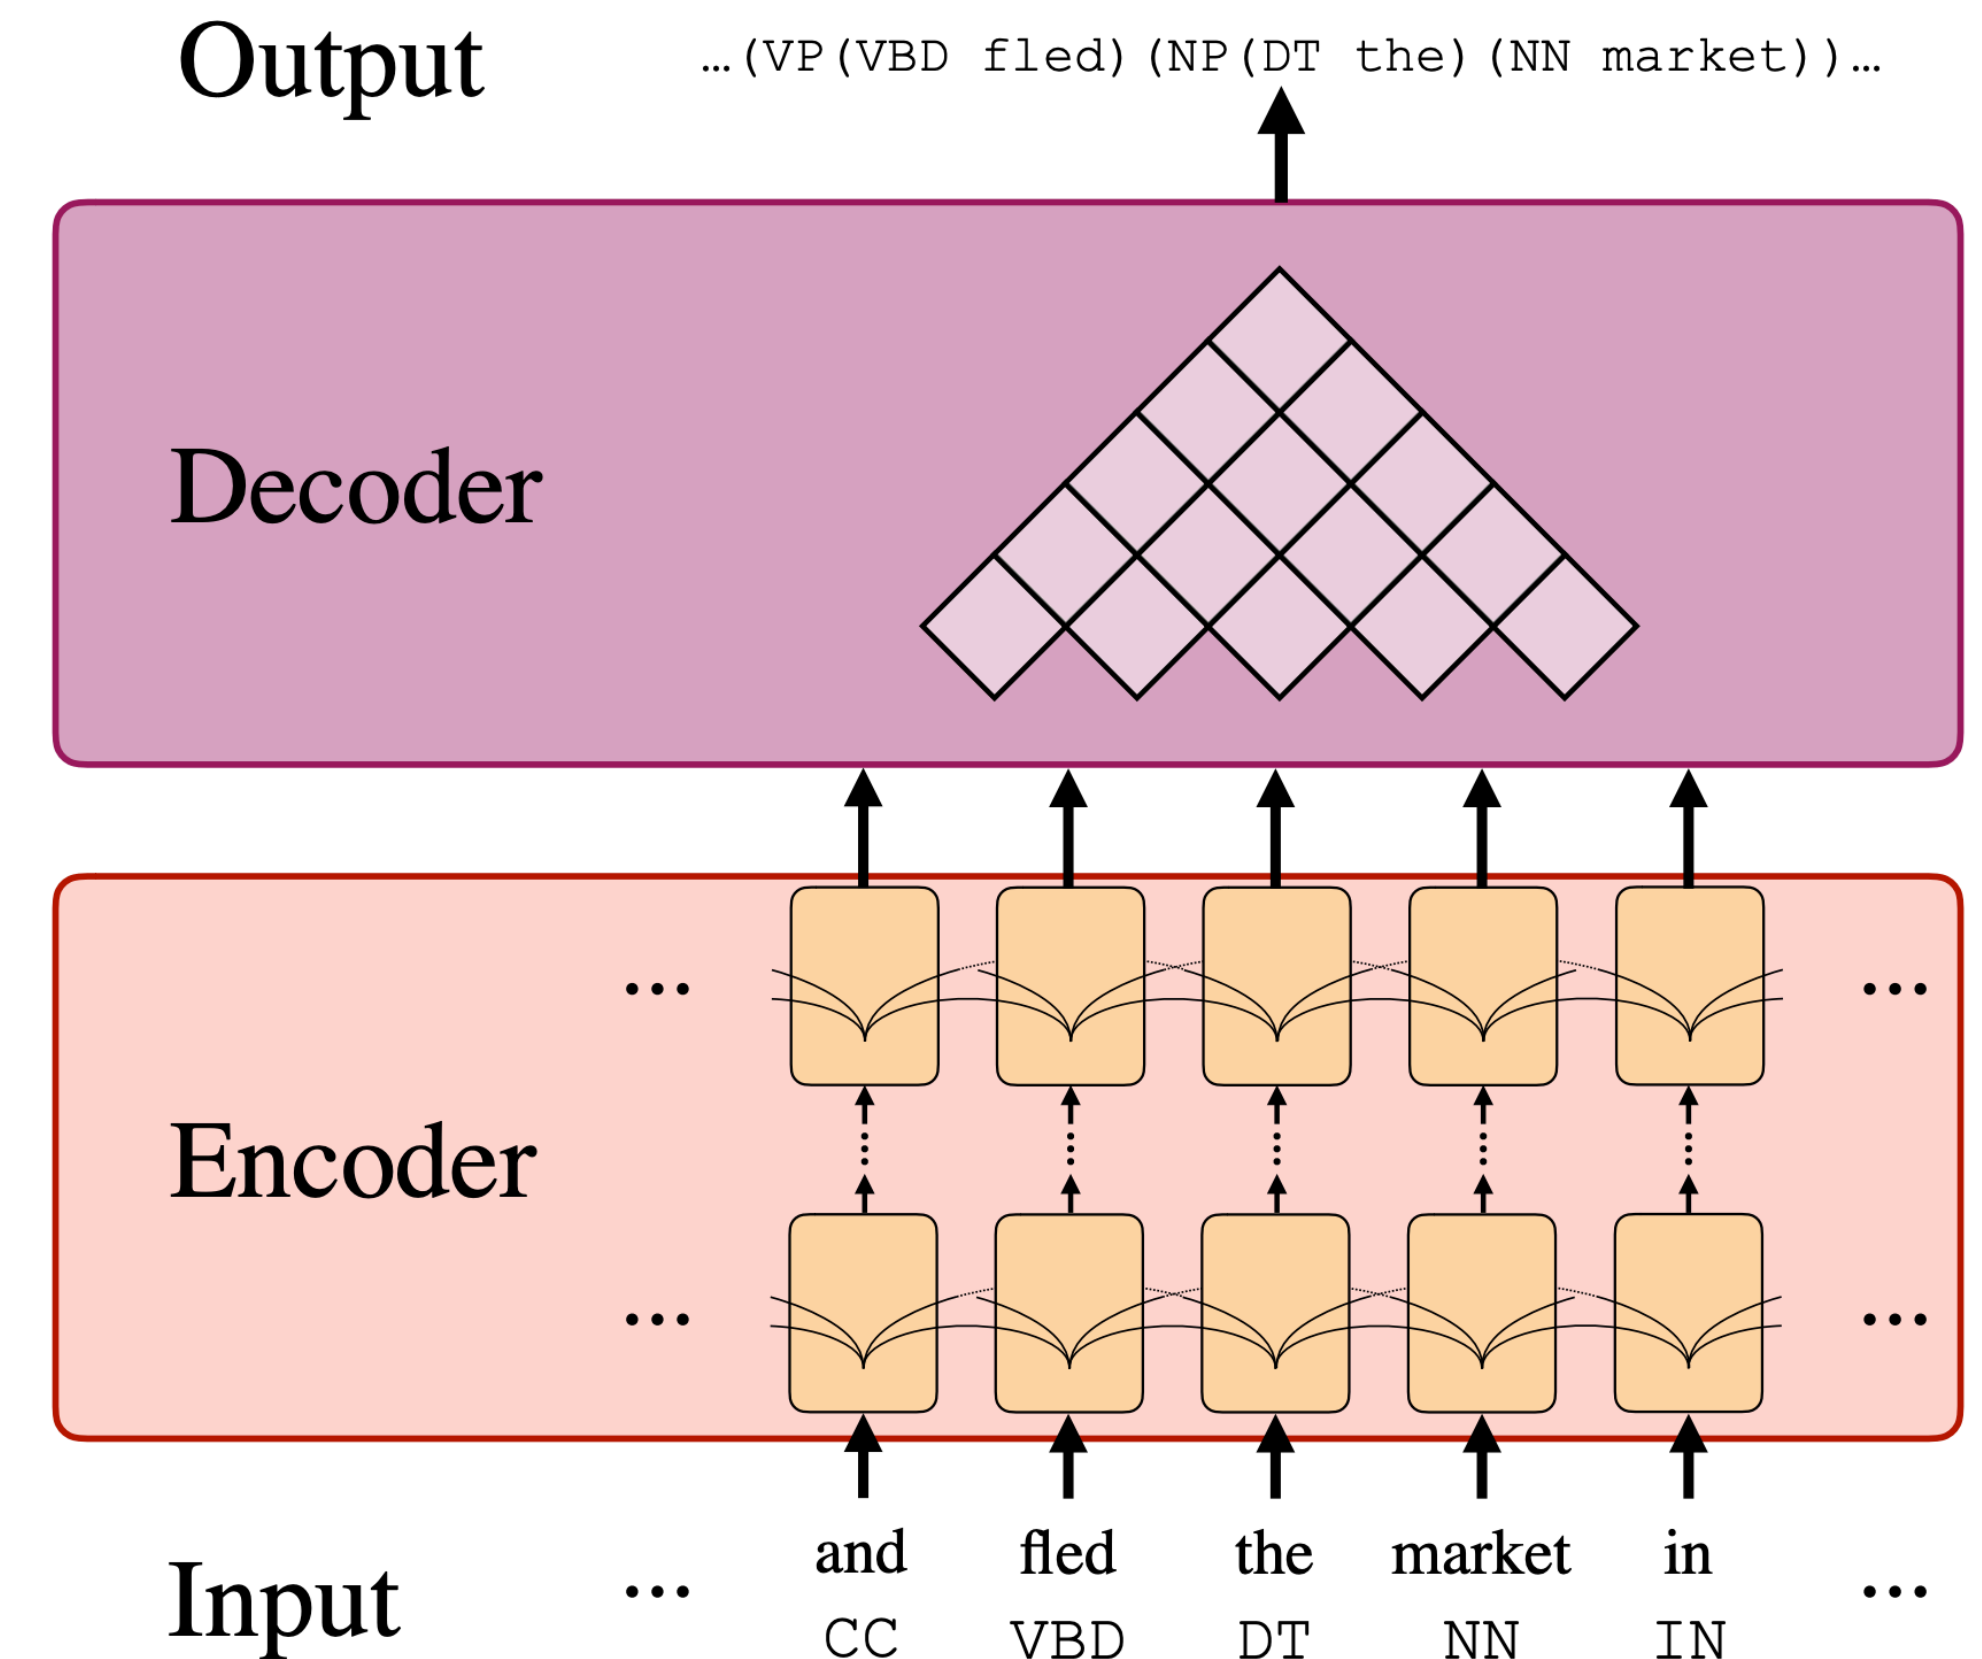 Output …(VP(VBD fled)(NP(DT the)(NN market))…
Decoder
Encoder
...
...
...
...
Input ... and fled the market in ...
CC VBD DT NN IN